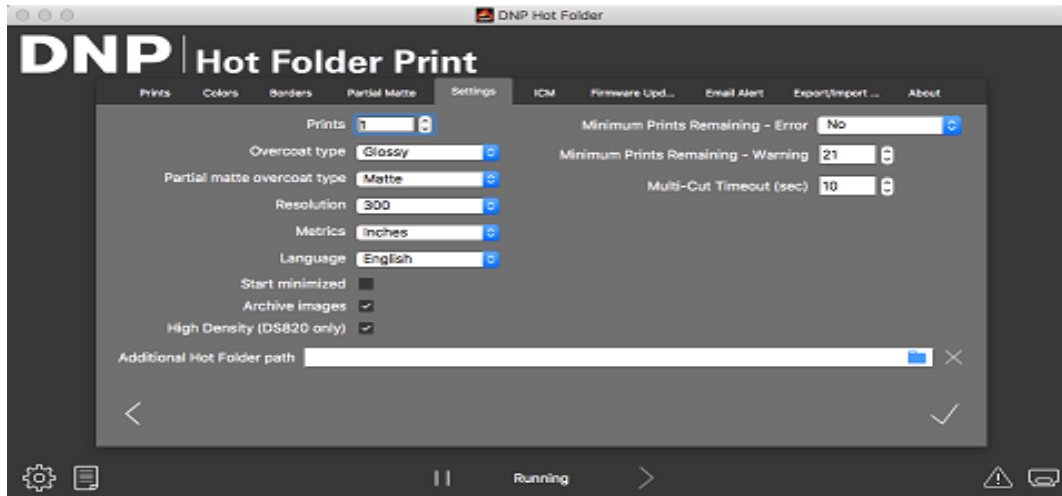 DNP Hot Folder
DNP Hot Folder Print
Prints Colors Borders Partial Matte Settings ICM Firmware Upd... Email Alert Export/Import ... About
Prints 1 Minimum Prints Remaining - Error No
Overcoat type Glossy Minimum Prints Remaining - Warning 21
Partial matte overcoat type Matte Multi-Cut Timeout (sec) 10
Resolution 300
Metrics Inches
Language English
Start minimized
Archive images
High Density (DS820 only)
Additional Hot Folder path
Running